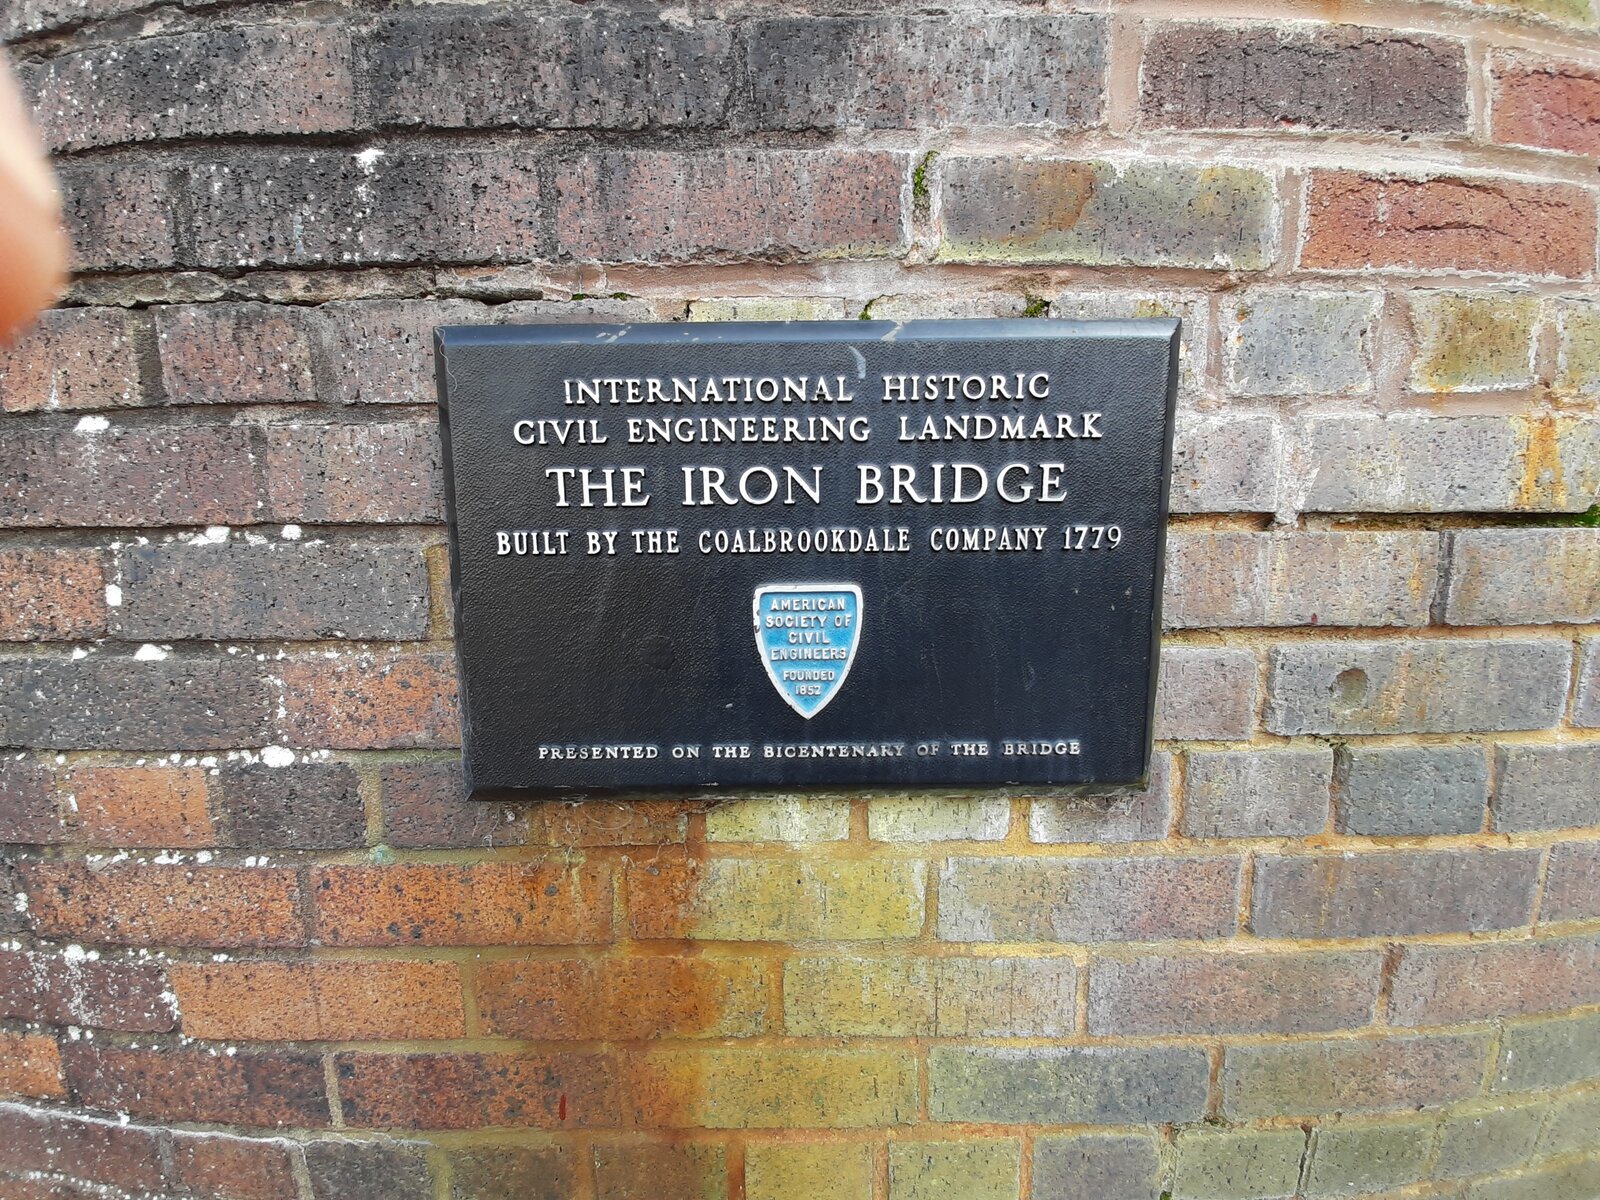 INTERNATIONAL HISTORIC
CIVIL ENGINEERING LANDMARK
THE IRON BRIDGE
BUILT BY THE COALBROOKDALE COMPANY 1779
AMERICAN
SOCIETY OF
CIVIL
ENGINEERS
FOUNDED
1852
PRESENTED ON THE BICENTENARY OF THE BRIDGE